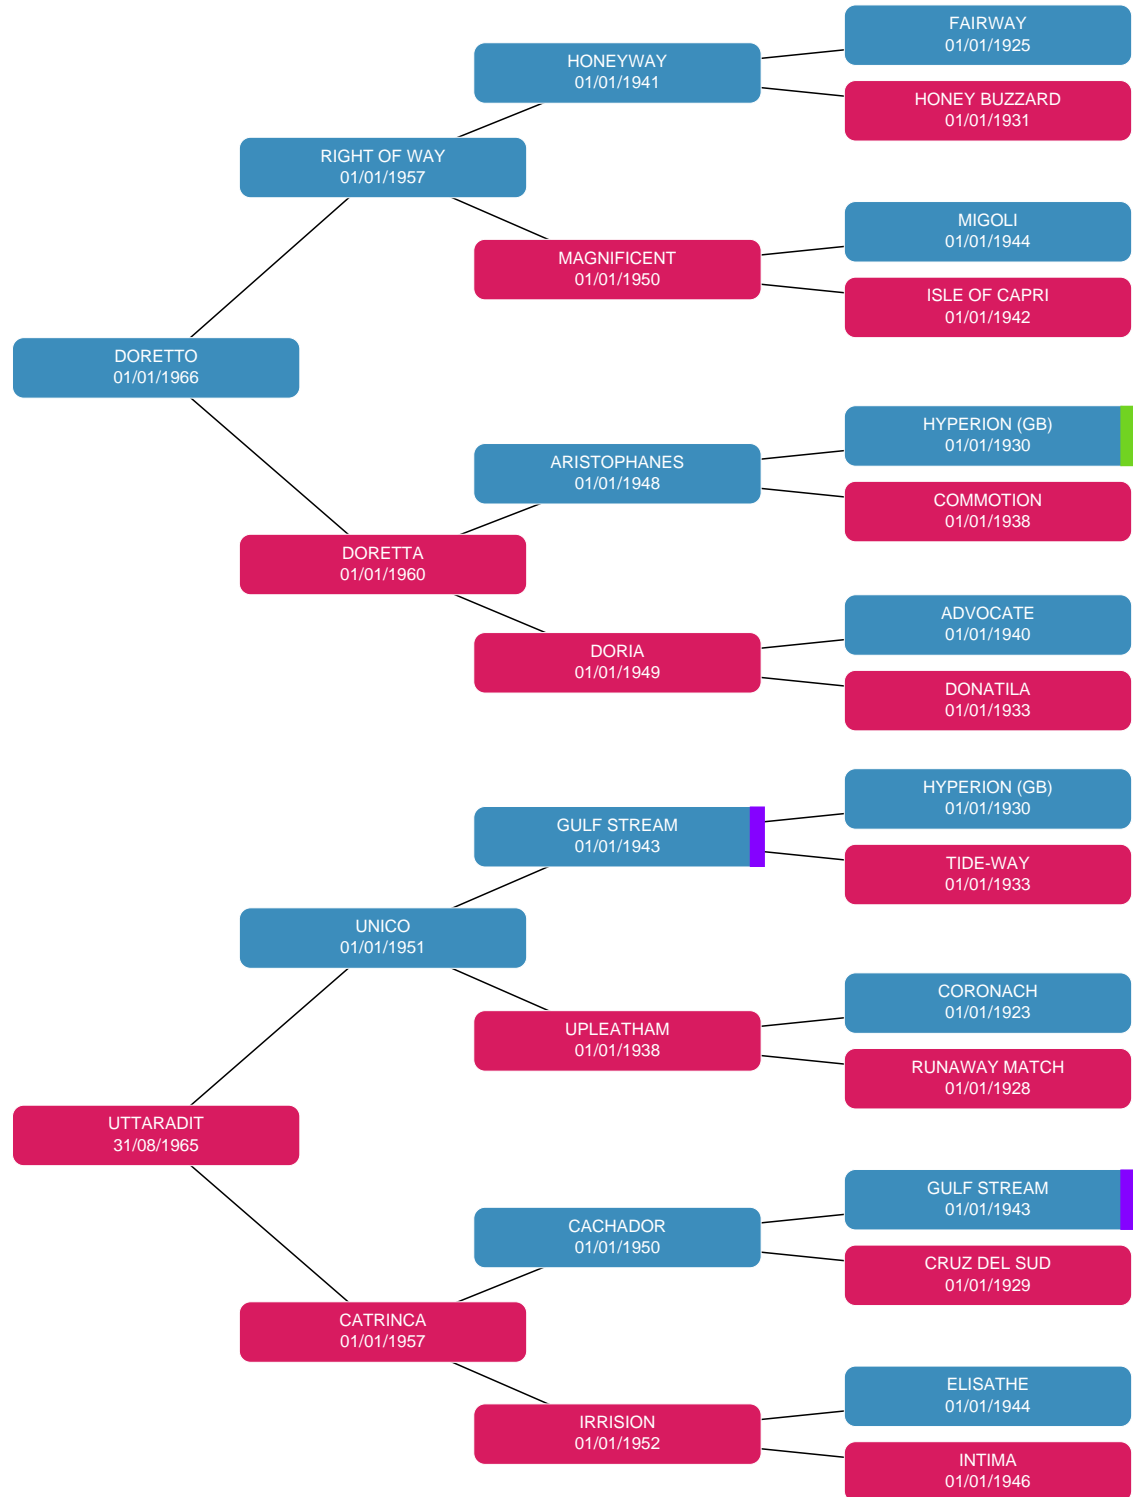 FAIRWAY
01/01/1925
HONEYWAY
01/01/1941
HONEY BUZZARD
01/01/1931
RIGHT OF WAY
01/01/1957
MIGOLI
01/01/1944
MAGNIFICENT
01/01/1950
ISLE OF CAPRI
01/01/1942
DORETTO
01/01/1966
HYPERION (GB)
01/01/1930
ARISTOPHANES
01/01/1948
COMMOTION
01/01/1938
DORETTA
01/01/1960
ADVOCATE
01/01/1940
DORIA
01/01/1949
DONATILA
01/01/1933
HYPERION (GB)
01/01/1930
GULF STREAM
01/01/1943
TIDE-WAY
01/01/1933
UNICO
01/01/1951
CORONACH
01/01/1923
UPLEATHAM
01/01/1938
RUNAWAY MATCH
01/01/1928
UTTARADIT
31/08/1965
GULF STREAM
01/01/1943
CACHADOR
01/01/1950
CRUZ DEL SUD
01/01/1929
CATRINCA
01/01/1957
ELISATHE
01/01/1944
IRRISION
01/01/1952
INTIMA
01/01/1946